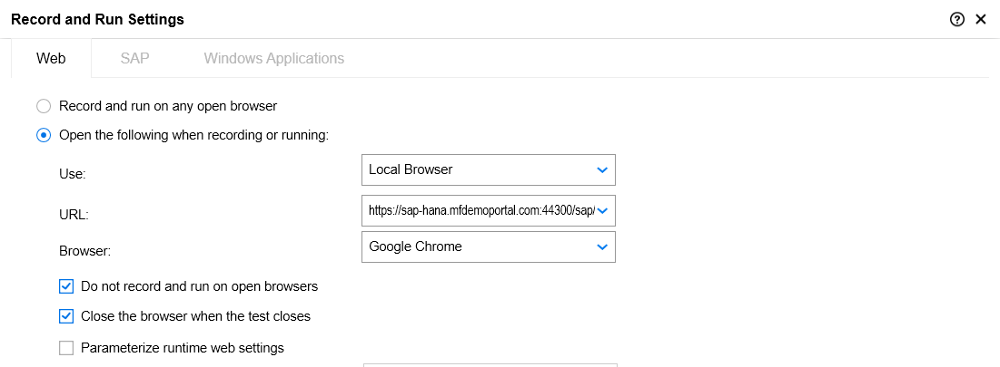 Record and Run Settings
Web SAP Windows Applications
Record and run on any open browser
Open the following when recording or running:
Use: Local Browser
URL: https://sap-hana.mfdemoportal.com:44300/sap/
Browser: Google Chrome
Do not record and run on open browsers
Close the browser when the test closes
Parameterize runtime web settings